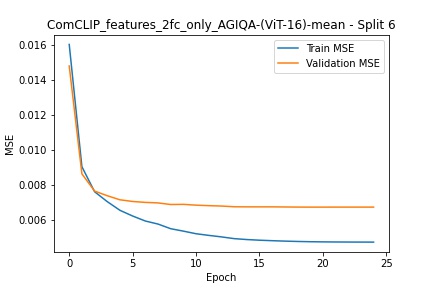 ComCLIP_features_2fc_only_AGIQA-(ViT-16)-mean - Split 6
Train MSE
Validation MSE
MSE
0.016
0.014
0.012
0.010
0.008
0.006
0
5
10
15
20
25
Epoch